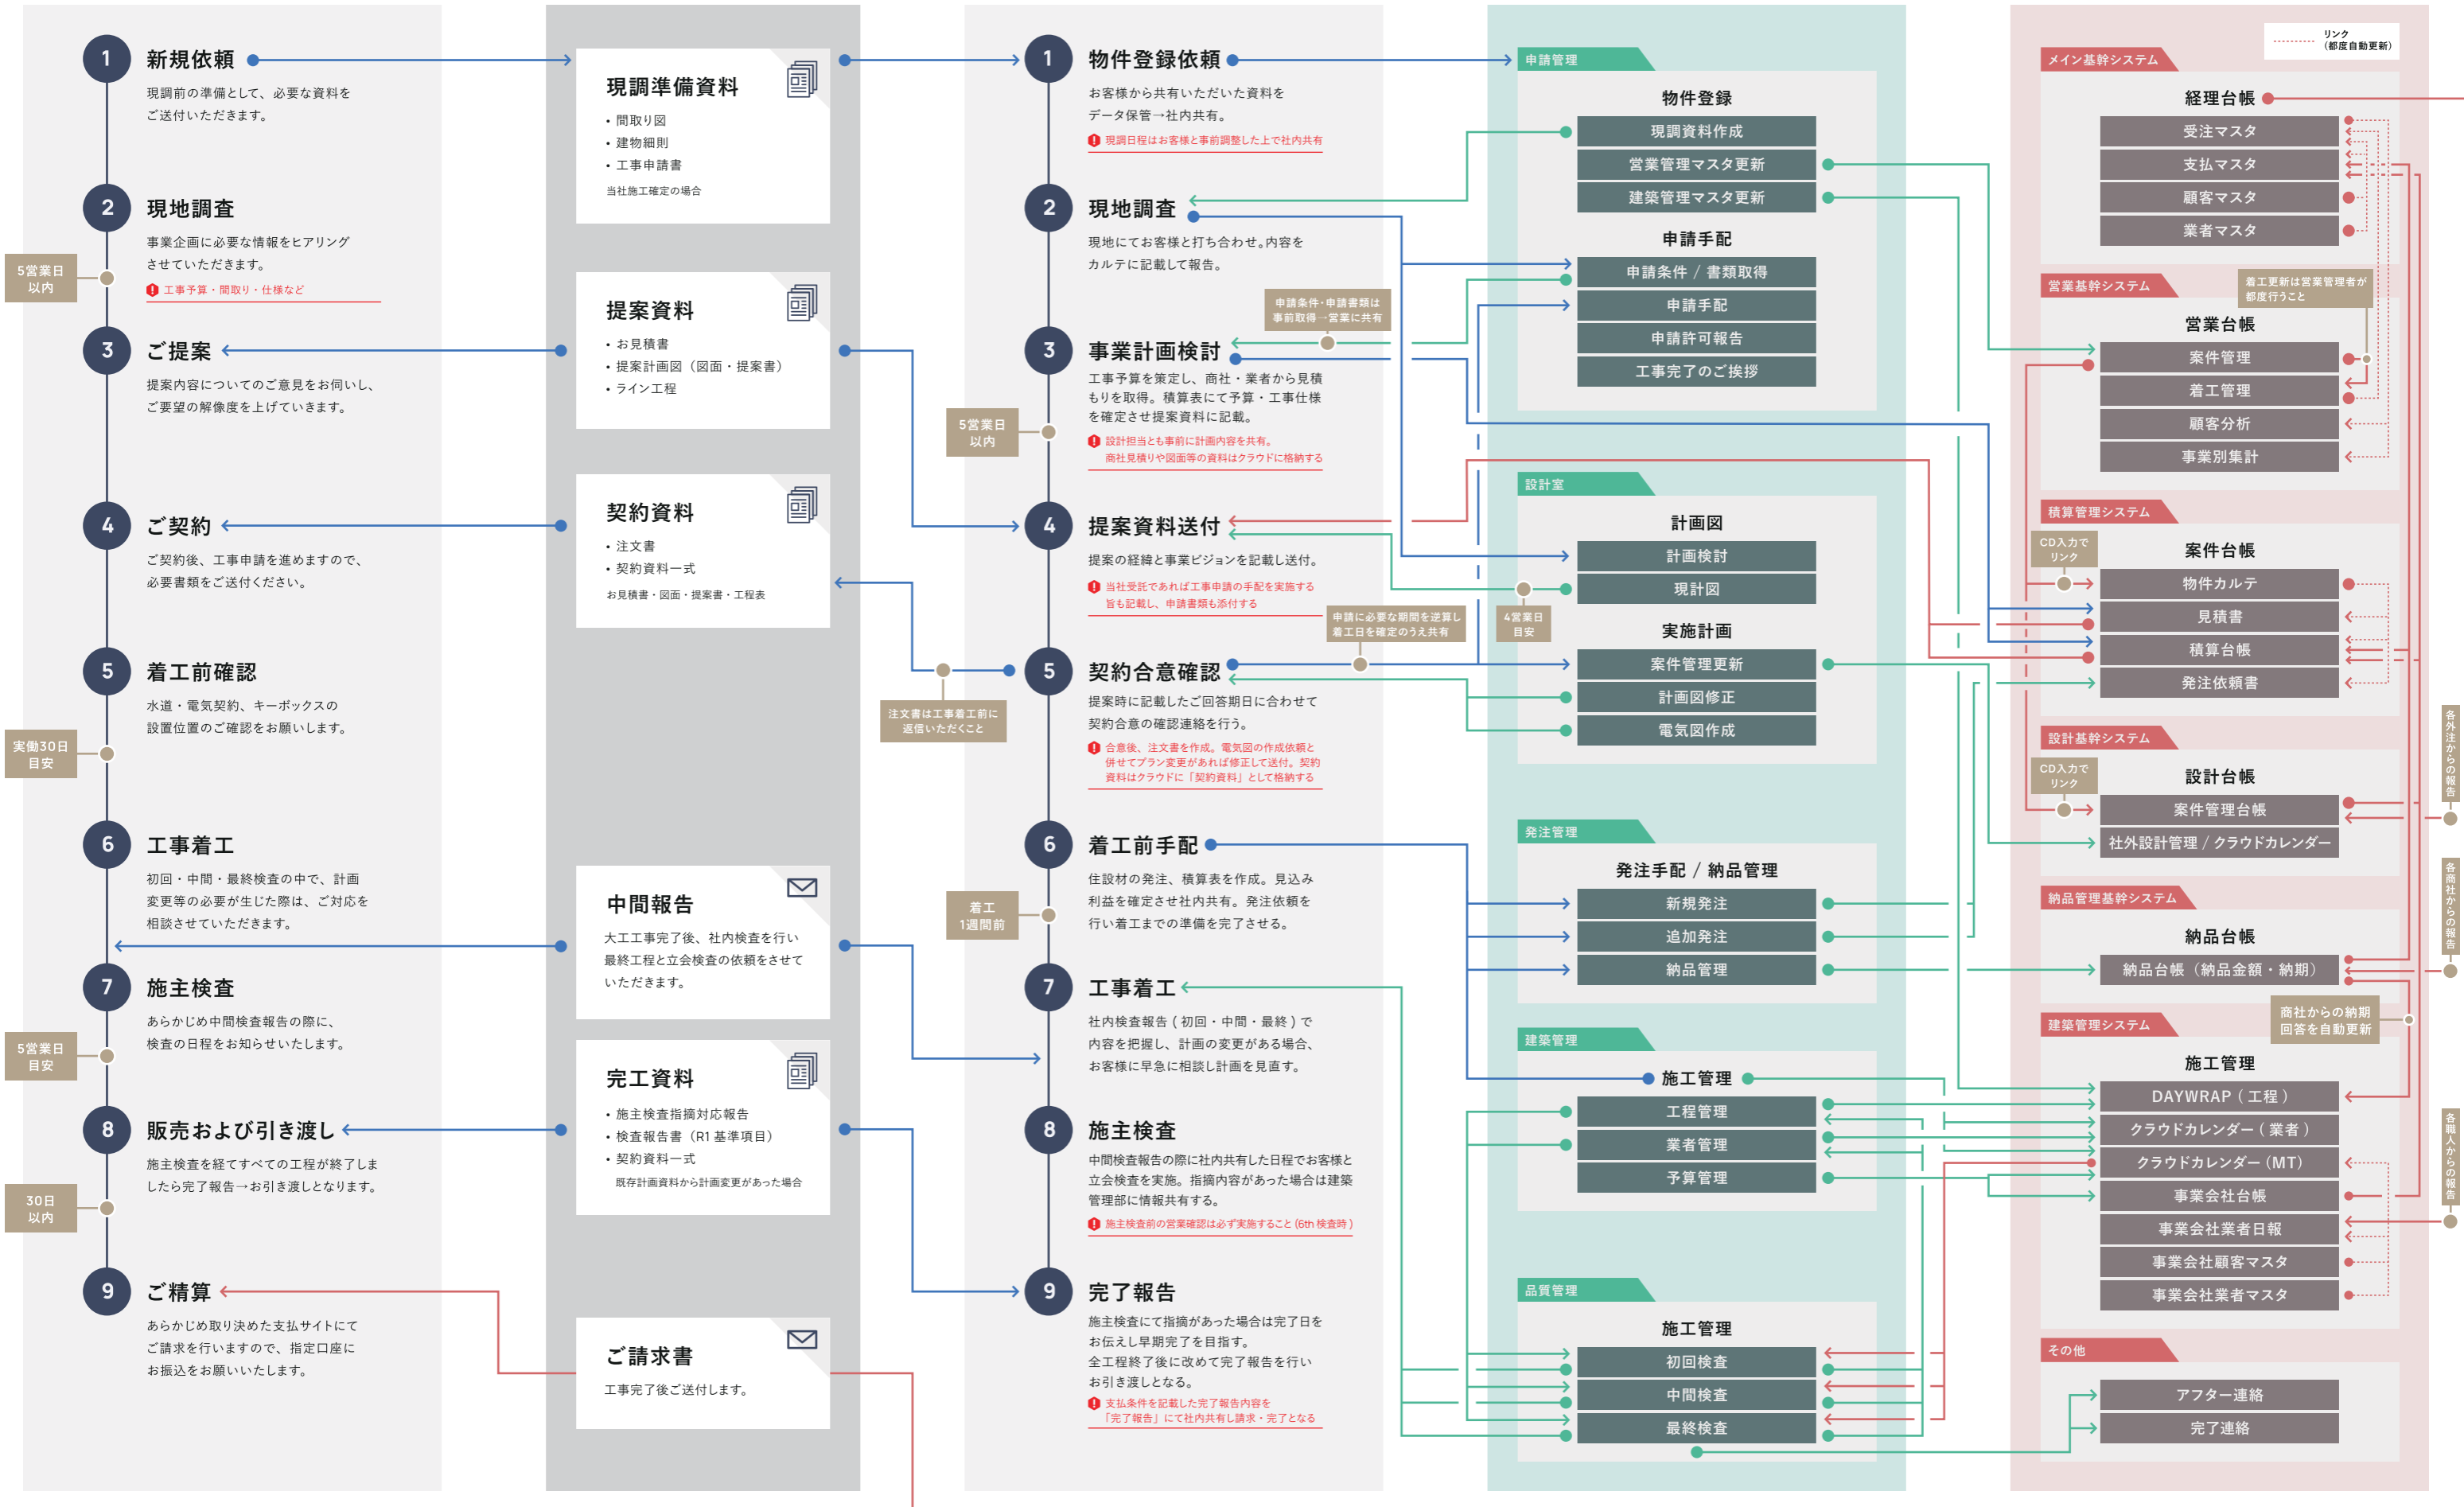 1
新規依頼
現調前の準備として、必要な資料を
ご送付いただきます。
2
現地調査
事業企画に必要な情報をヒアリング
させていただきます。
工事予算・間取り・仕様など
5営業日
以内
3
ご提案
提案内容についてのご意見をお伺いし、
ご要望の解像度を上げていきます。
4
ご契約
ご契約後、工事申請を進めますので、
必要書類をご送付ください。
5
着工前確認
水道・電気契約、キーボックスの
設置位置のご確認をお願いします。
実働30日
目安
6
工事着工
初回・中間・最終検査の中で、計画
変更等の必要が生じた際は、ご対応を
相談させていただきます。
7
施主検査
あらかじめ中間検査報告の際に、
検査の日程をお知らせいたします。
5営業日
目安
8
販売および引き渡し
施主検査を経てすべての工程が終了しま
したら完了報告→お引き渡しとなります。
30日
以内
9
ご精算
あらかじめ取り決めた支払サイトにて
ご請求を行いますので、指定口座に
お振込をお願いいたします。
現調準備資料
・間取り図
・建物細則
・工事申請書
当社施工確定の場合
提案資料
・お見積書
・提案計画図（図面・提案書）
・ライン工程
契約資料
・注文書
・契約資料一式
お見積書・図面・提案書・工程表
注文書は工事着工前に
返信いただくこと
中間報告
大工工事完了後、社内検査を行い
最終工程と立会検査の依頼をさせて
いただきます。
完工資料
・施主検査指摘対応報告
・検査報告書（R1 基準項目）
・契約資料一式
既存計画資料から計画変更があった場合
ご請求書
工事完了後ご送付します。
1
物件登録依頼
お客様から共有いただいた資料を
データ保管→社内共有。
現調日程はお客様と事前調整した上で社内共有
2
現地調査
現地にてお客様と打ち合わせ。内容を
カルテに記載して報告。
申請条件・申請書類は
事前取得→営業に共有
3
事業計画検討
工事予算を策定し、商社・業者から見積
もりを取得。積算表にて予算・工事仕様
を確定させ提案資料に記載。
設計担当とも事前に計画内容を共有。
商社見積りや図面等の資料はクラウドに格納する
5営業日
以内
4
提案資料送付
提案の経緯と事業ビジョンを記載し送付。
当社受託であれば工事申請の手配を実施する
旨も記載し、申請書類も添付する
申請に必要な期間を逆算し
着工日を確定のうえ共有
4営業日
目安
5
契約合意確認
提案時に記載したご回答期日に合わせて
契約合意の確認連絡を行う。
合意後、注文書を作成。電気図の作成依頼と
併せてプラン変更があれば修正して送付。契約
資料はクラウドに「契約資料」として格納する
6
着工前手配
住設材の発注、積算表を作成。見込み
利益を確定させ社内共有。発注依頼を
行い着工までの準備を完了させる。
着工
1週間前
7
工事着工
社内検査報告 ( 初回・中間・最終 ) で
内容を把握し、計画の変更がある場合、
お客様に早急に相談し計画を見直す。
8
施主検査
中間検査報告の際に社内共有した日程でお客様と
立会検査を実施。指摘内容があった場合は建築
管理部に情報共有する。
施主検査前の営業確認は必ず実施すること (6th 検査時 )
9
完了報告
施主検査にて指摘があった場合は完了日を
お伝えし早期完了を目指す。
全工程終了後に改めて完了報告を行い
お引き渡しとなる。
支払条件を記載した完了報告内容を
「完了報告」にて社内共有し請求・完了となる
申請管理
物件登録
現調資料作成
営業管理マスタ更新
建築管理マスタ更新
申請手配
申請条件 / 書類取得
申請手配
申請許可報告
工事完了のご挨拶
設計室
計画図
計画検討
現計図
実施計画
案件管理更新
計画図修正
電気図作成
発注管理
発注手配 / 納品管理
新規発注
追加発注
納品管理
建築管理
施工管理
工程管理
業者管理
予算管理
品質管理
施工管理
初回検査
中間検査
最終検査
リンク
（都度自動更新）
メイン基幹システム
経理台帳
受注マスタ
支払マスタ
顧客マスタ
業者マスタ
着工更新は営業管理者が
都度行うこと
営業基幹システム
営業台帳
案件管理
着工管理
顧客分析
事業別集計
積算管理システム
CD入力で
リンク
案件台帳
物件カルテ
見積書
積算台帳
発注依頼書
設計基幹システム
CD入力で
リンク
設計台帳
案件管理台帳
社外設計管理 / クラウドカレンダー
各外注からの報告
納品管理基幹システム
納品台帳
納品台帳（納品金額・納期）
各商社からの報告
商社からの納期
回答を自動更新
建築管理システム
施工管理
DAYWRAP ( 工程 )
クラウドカレンダー ( 業者 )
クラウドカレンダー (MT)
事業会社台帳
事業会社業者日報
事業会社顧客マスタ
事業会社業者マスタ
各職人からの報告
その他
アフター連絡
完了連絡